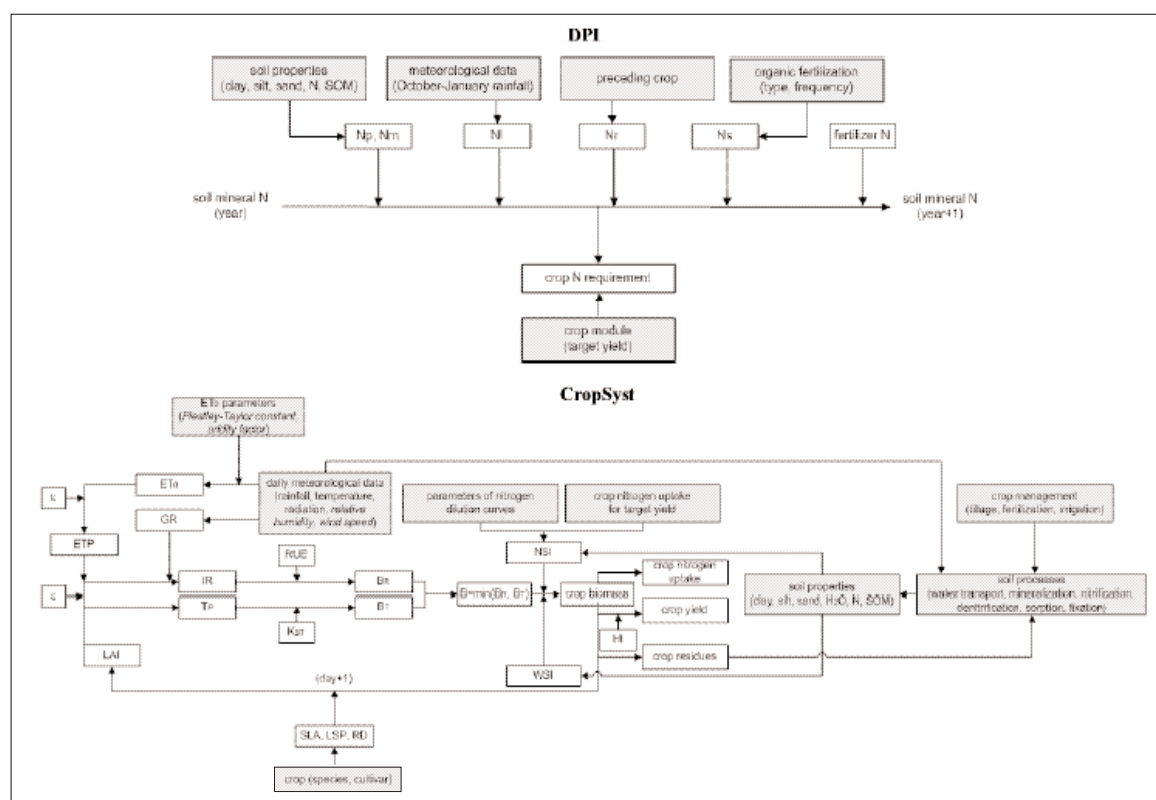 DPI
soil properties
(clay, silt, sand, N, SOM)
meteorological data
(October-January rainfall)
preceding crop
organic fertilization
(type, frequency)
Np, Nm
Nl
Nr
Ns
fertilizer N
soil mineral N
(year)
soil mineral N
(year+1)
crop N requirement
crop module
(target yield)
CropSyst
ET0 parameters
(Priestley-Taylor constant,
aridity factor)
ET0
daily meteorological data
(rainfall, temperature,
radiation, relative
humidity, wind speed)
k
GR
ETP
parameters of nitrogen
dilution curves
crop nitrogen uptake
for target yield
crop management
(tillage, fertilization, irrigation)
RUE
NSI
IR
BR
B=min(BR, BT)
crop biomass
crop nitrogen
uptake
soil properties
(clay, silt, sand, H2O, N, SOM)
soil processes
(water transport, mineralization, nitrification,
denitrification, sorption, fixation)
TP
BT
crop yield
KBT
HI
LAI
WSI
crop residues
(day+1)
SLA, LSP, RD
crop (species, cultivar)